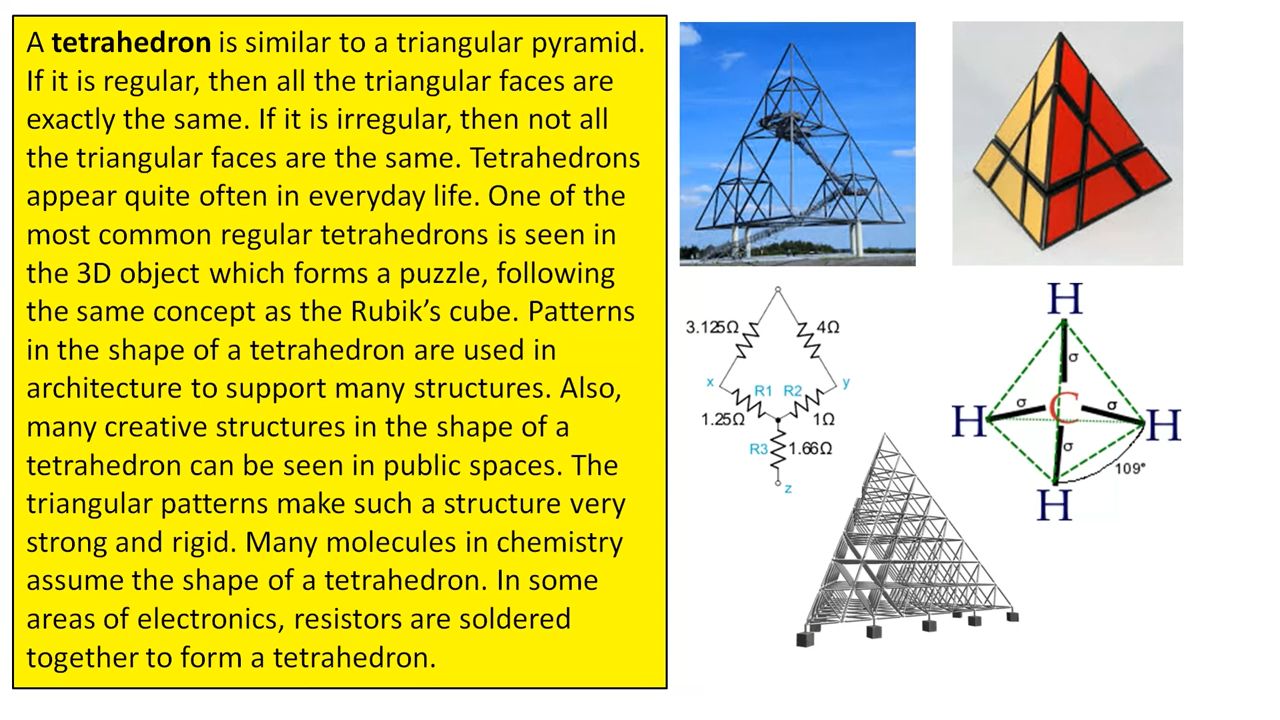 A tetrahedron is similar to a triangular pyramid.
If it is regular, then all the triangular faces are
exactly the same. If it is irregular, then not all
the triangular faces are the same. Tetrahedrons
appear quite often in everyday life. One of the
most common regular tetrahedrons is seen in
the 3D object which forms a puzzle, following
the same concept as the Rubik’s cube. Patterns
in the shape of a tetrahedron are used in
architecture to support many structures. Also,
many creative structures in the shape of a
tetrahedron can be seen in public spaces. The
triangular patterns make such a structure very
strong and rigid. Many molecules in chemistry
assume the shape of a tetrahedron. In some
areas of electronics, resistors are soldered
together to form a tetrahedron.
3.125Ω 4Ω
x R1 R2 y
1.25Ω 1Ω
R3 1.66Ω
z
H
σ
σ C σ
H H
σ
109°
H